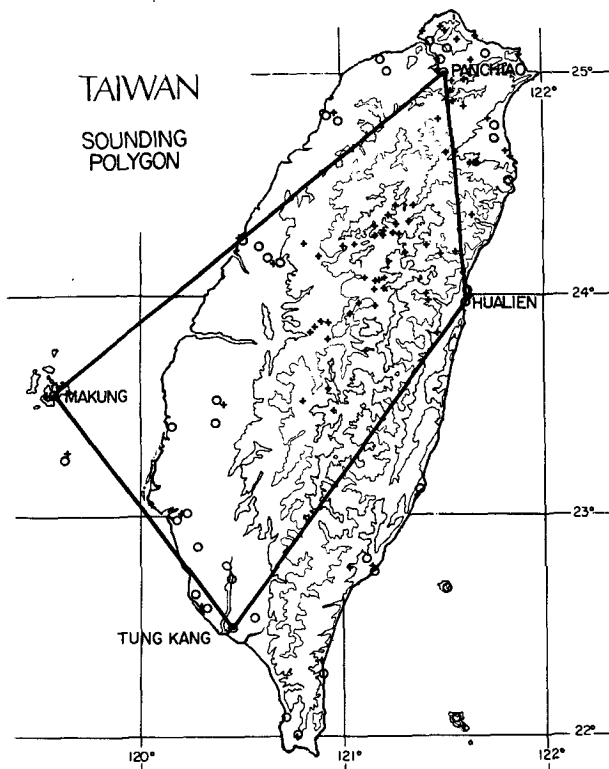 TAIWAN
SOUNDING
POLYGON
PANCHIAO
25°
122°
24°
HUALIEN
MAKUNG
23°
TUNG KANG
22°
120°
121°
122°